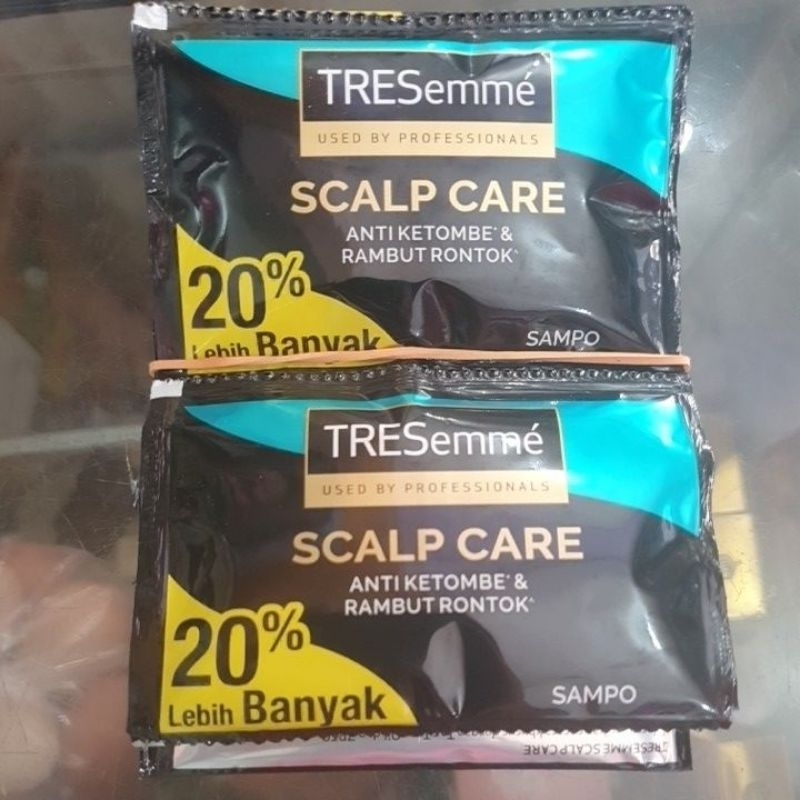 TRESemmé
USED BY PROFESSIONALS
SCALP CARE
ANTI KETOMBE* &
RAMBUT RONTOK^
20%
Lebih Banyak
SAMPO
TRESemmé
USED BY PROFESSIONALS
SCALP CARE
ANTI KETOMBE* &
RAMBUT RONTOK^
20%
Lebih Banyak
SAMPO
TRESEMME SCALP CARE